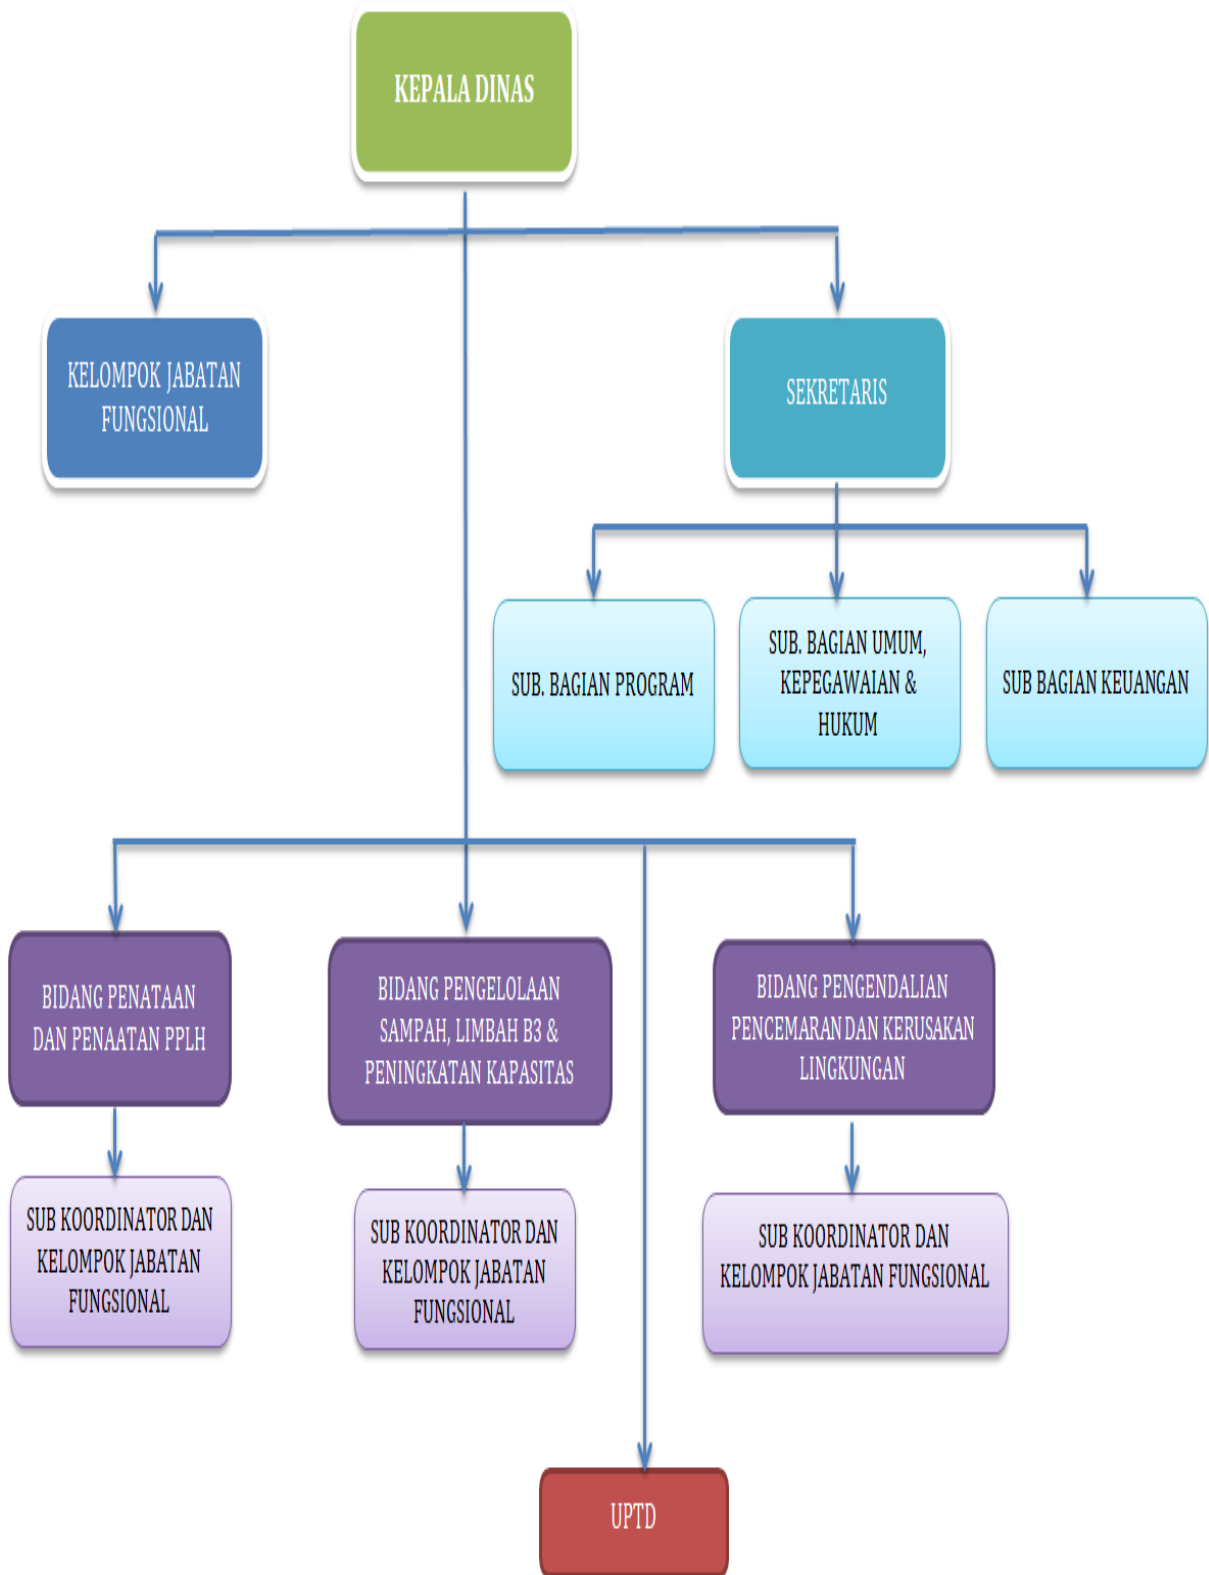 KEPALA DINAS
KELOMPOK JABATAN
FUNGSIONAL
SEKRETARIS
SUB. BAGIAN PROGRAM
SUB. BAGIAN UMUM,
KEPEGAWAIAN &
HUKUM
SUB BAGIAN KEUANGAN
BIDANG PENATAAN
DAN PENAATAN PPLH
BIDANG PENGELOLAAN
SAMPAH, LIMBAH B3 &
PENINGKATAN KAPASITAS
BIDANG PENGENDALIAN
PENCEMARAN DAN KERUSAKAN
LINGKUNGAN
SUB KOORDINATOR DAN
KELOMPOK JABATAN
FUNGSIONAL
SUB KOORDINATOR DAN
KELOMPOK JABATAN
FUNGSIONAL
SUB KOORDINATOR DAN
KELOMPOK JABATAN FUNGSIONAL
UPTD